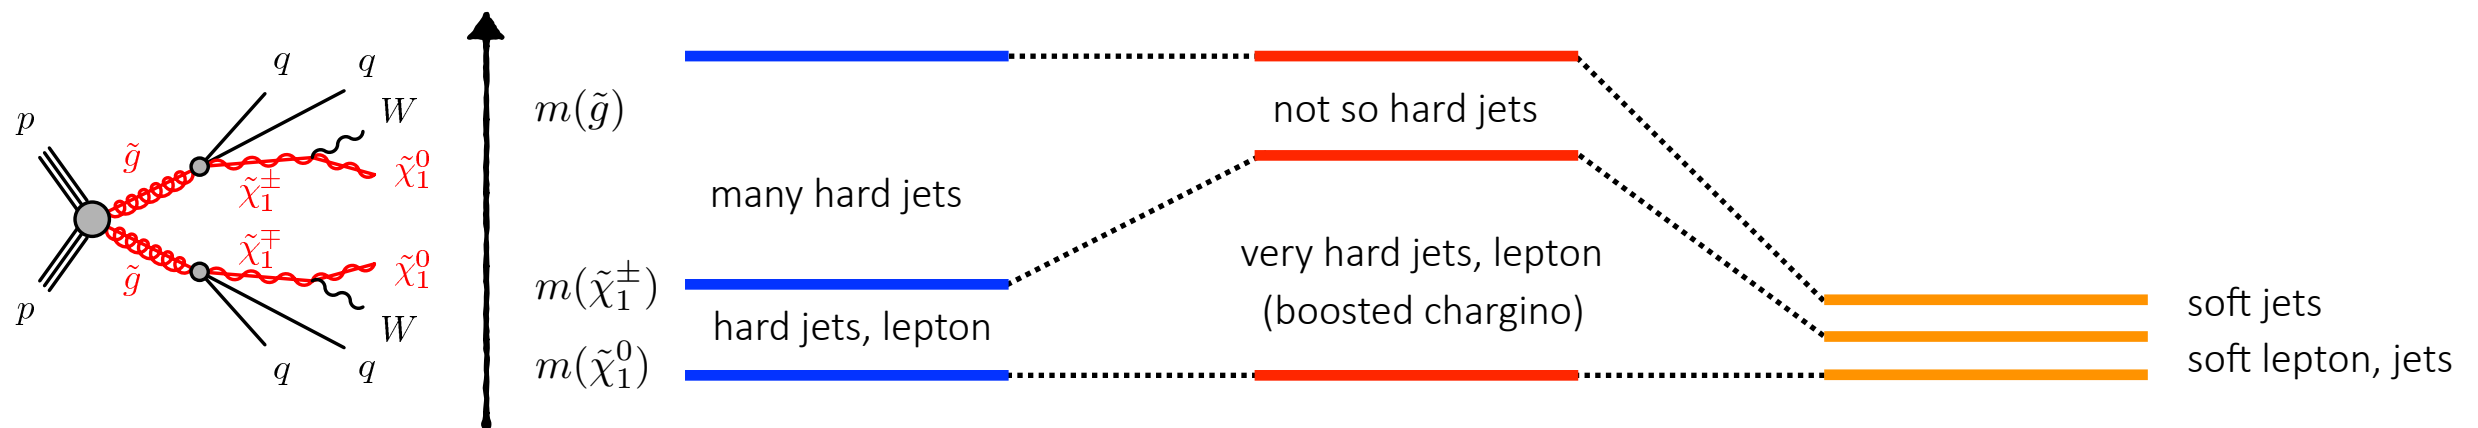 p
p
g̃
g̃
χ̃₁±
χ̃₁∓
q
q
W
χ̃₁⁰
χ̃₁⁰
W
q
q
m(g̃)
m(χ̃₁±)
m(χ̃₁⁰)
many hard jets
hard jets, lepton
not so hard jets
very hard jets, lepton
(boosted chargino)
soft jets
soft lepton, jets